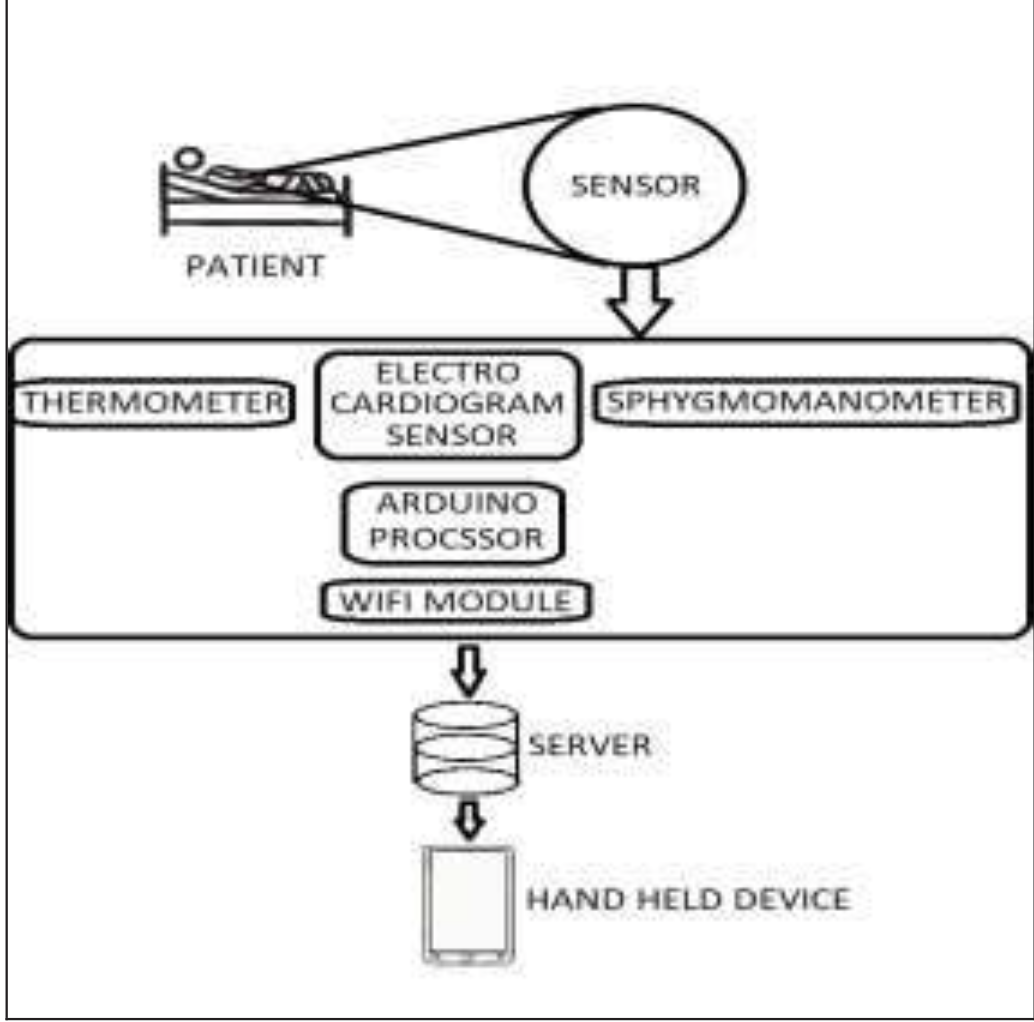 SENSOR
PATIENT
THERMOMETER
ELECTRO
CARDIOGRAM
SENSOR
SPHYGMOMANOMETER
ARDUINO
PROCSSOR
WIFI MODULE
SERVER
HAND HELD DEVICE